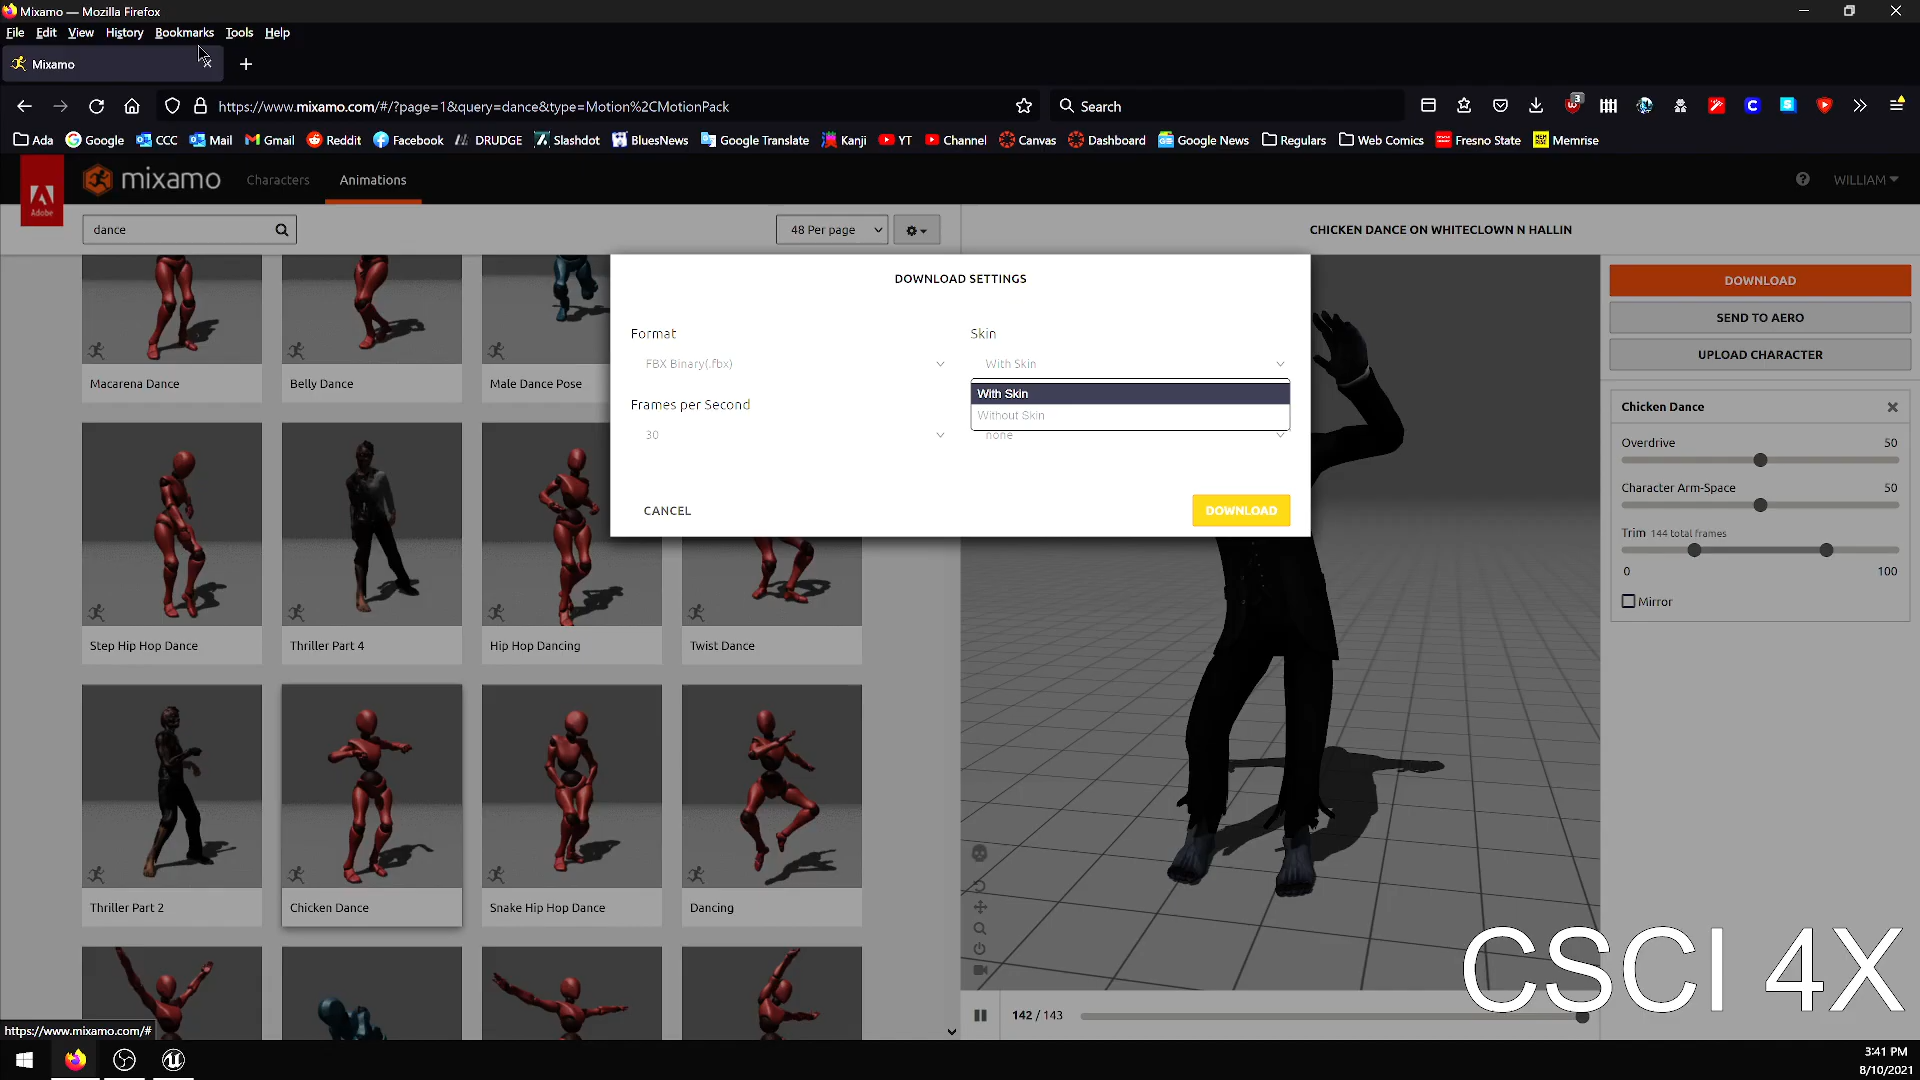 Mixamo — Mozilla Firefox
File Edit View History Bookmarks Tools Help
Mixamo
https://www.mixamo.com/#/?page=1&query=dance&type=Motion%2CMotionPack
Search
3
Ada Google CCC Mail Gmail Reddit Facebook DRUDGE Slashdot BluesNews Google Translate Kanji YT Channel Canvas Dashboard Google News Regulars Web Comics Fresno State Memrise
Adobe
mixamo Characters Animations
WILLIAM
dance
48 Per page
CHICKEN DANCE ON WHITECLOWN N HALLIN
DOWNLOAD SETTINGS
Format
FBX Binary(.fbx)
Skin
With Skin
With Skin
Without Skin
Frames per Second
30
none
CANCEL
DOWNLOAD
Macarena Dance
Belly Dance
Male Dance Pose
Step Hip Hop Dance
Thriller Part 4
Hip Hop Dancing
Twist Dance
Thriller Part 2
Chicken Dance
Snake Hip Hop Dance
Dancing
DOWNLOAD
SEND TO AERO
UPLOAD CHARACTER
Chicken Dance
Overdrive 50
Character Arm-Space 50
Trim 144 total frames
0 100
Mirror
142 / 143
CSCI 4X
https://www.mixamo.com/#
3:41 PM
8/10/2021